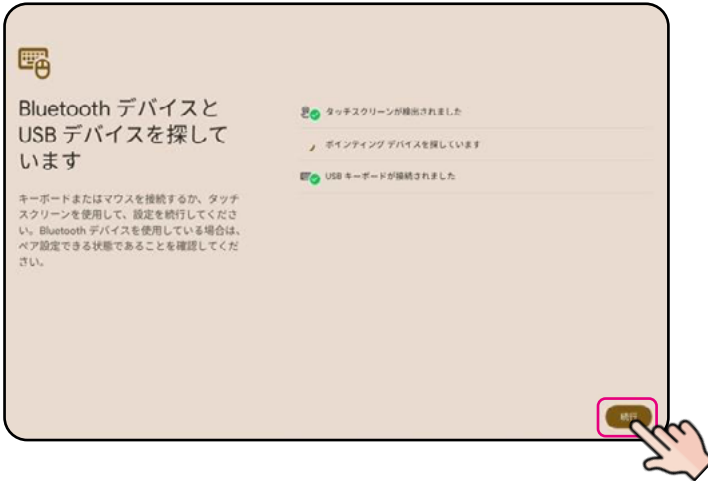 Bluetooth デバイスと
USB デバイスを探して
います
キーボードまたはマウスを接続するか、タッチ
スクリーンを使用して、設定を続行してくださ
い。Bluetooth デバイスを使用している場合は、
ペア設定できる状態であることを確認してくだ
さい。
タッチスクリーンが検出されました
ポインティング デバイスを探しています
USB キーボードが接続されました
続行